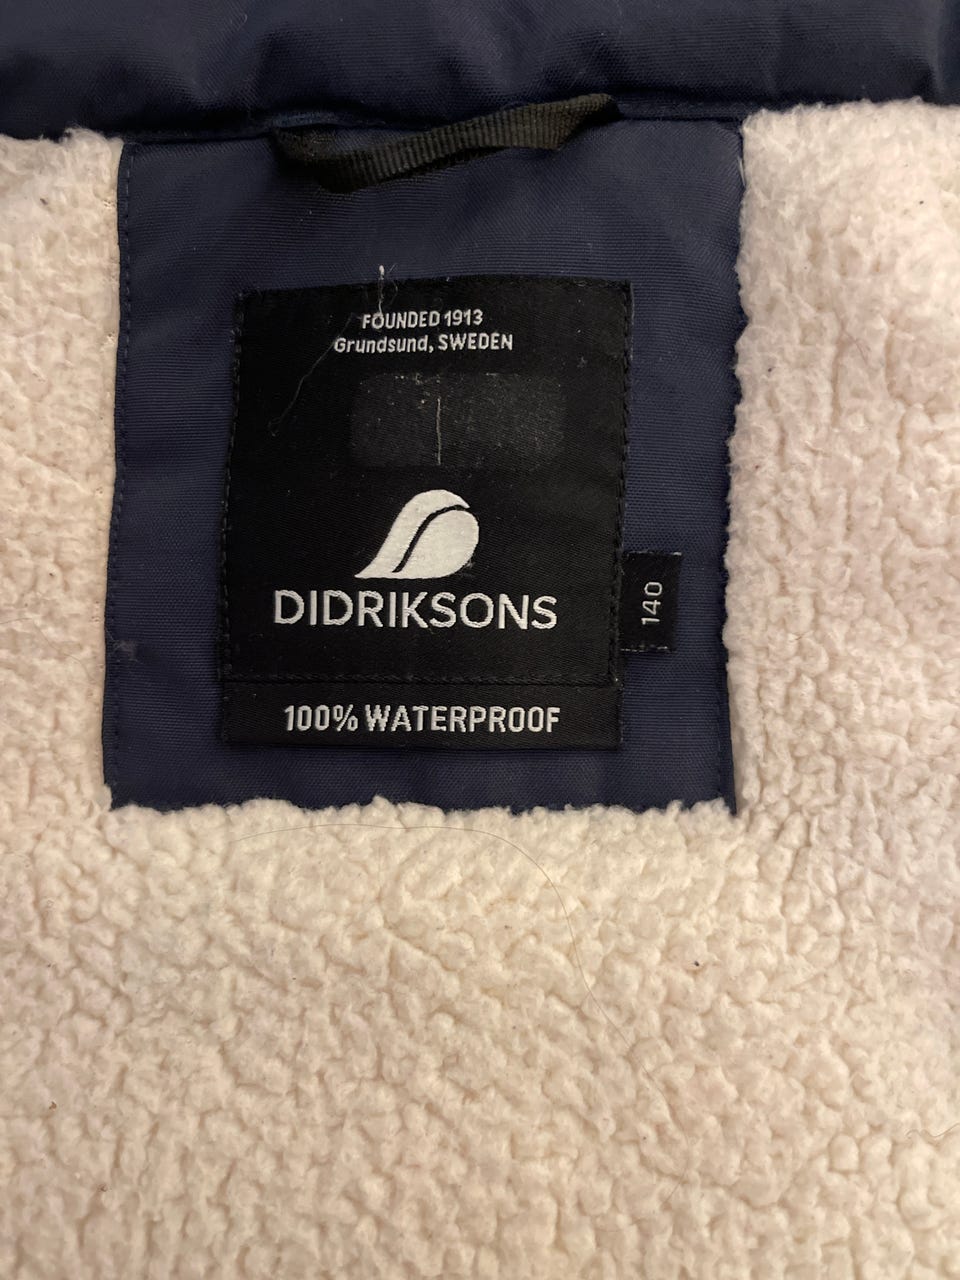 FOUNDED 1913
Grundsund, SWEDEN
DIDRIKSONS
140
100% WATERPROOF